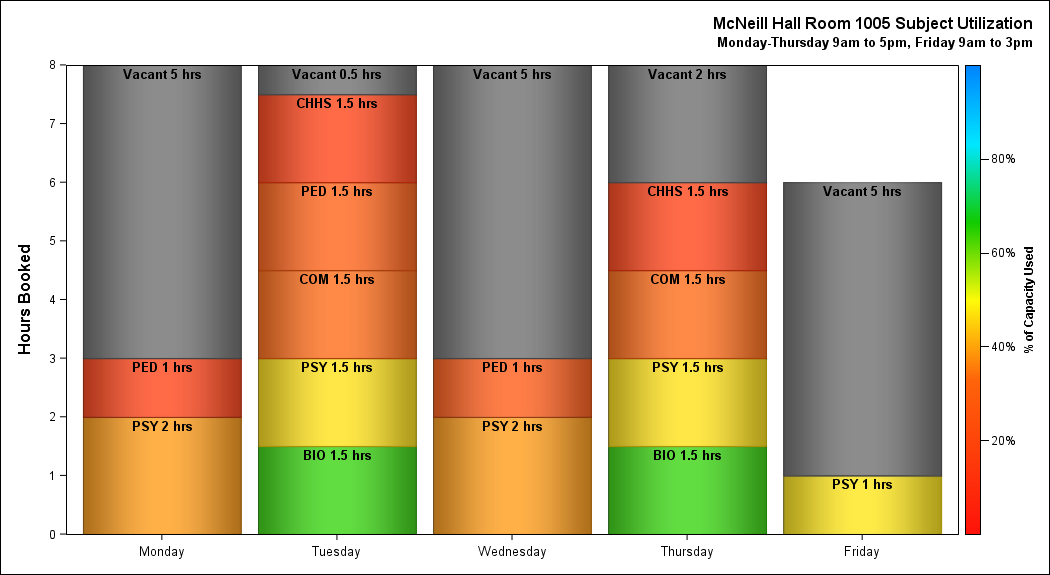 McNeill Hall Room 1005 Subject Utilization
Monday-Thursday 9am to 5pm, Friday 9am to 3pm
Hours Booked
8
7
6
5
4
3
2
1
0
Vacant 5 hrs
PED 1 hrs
PSY 2 hrs
Monday
Vacant 0.5 hrs
CHHS 1.5 hrs
PED 1.5 hrs
COM 1.5 hrs
PSY 1.5 hrs
BIO 1.5 hrs
Tuesday
Vacant 5 hrs
PED 1 hrs
PSY 2 hrs
Wednesday
Vacant 2 hrs
CHHS 1.5 hrs
COM 1.5 hrs
PSY 1.5 hrs
BIO 1.5 hrs
Thursday
Vacant 5 hrs
PSY 1 hrs
Friday
80%
60%
40%
20%
% of Capacity Used